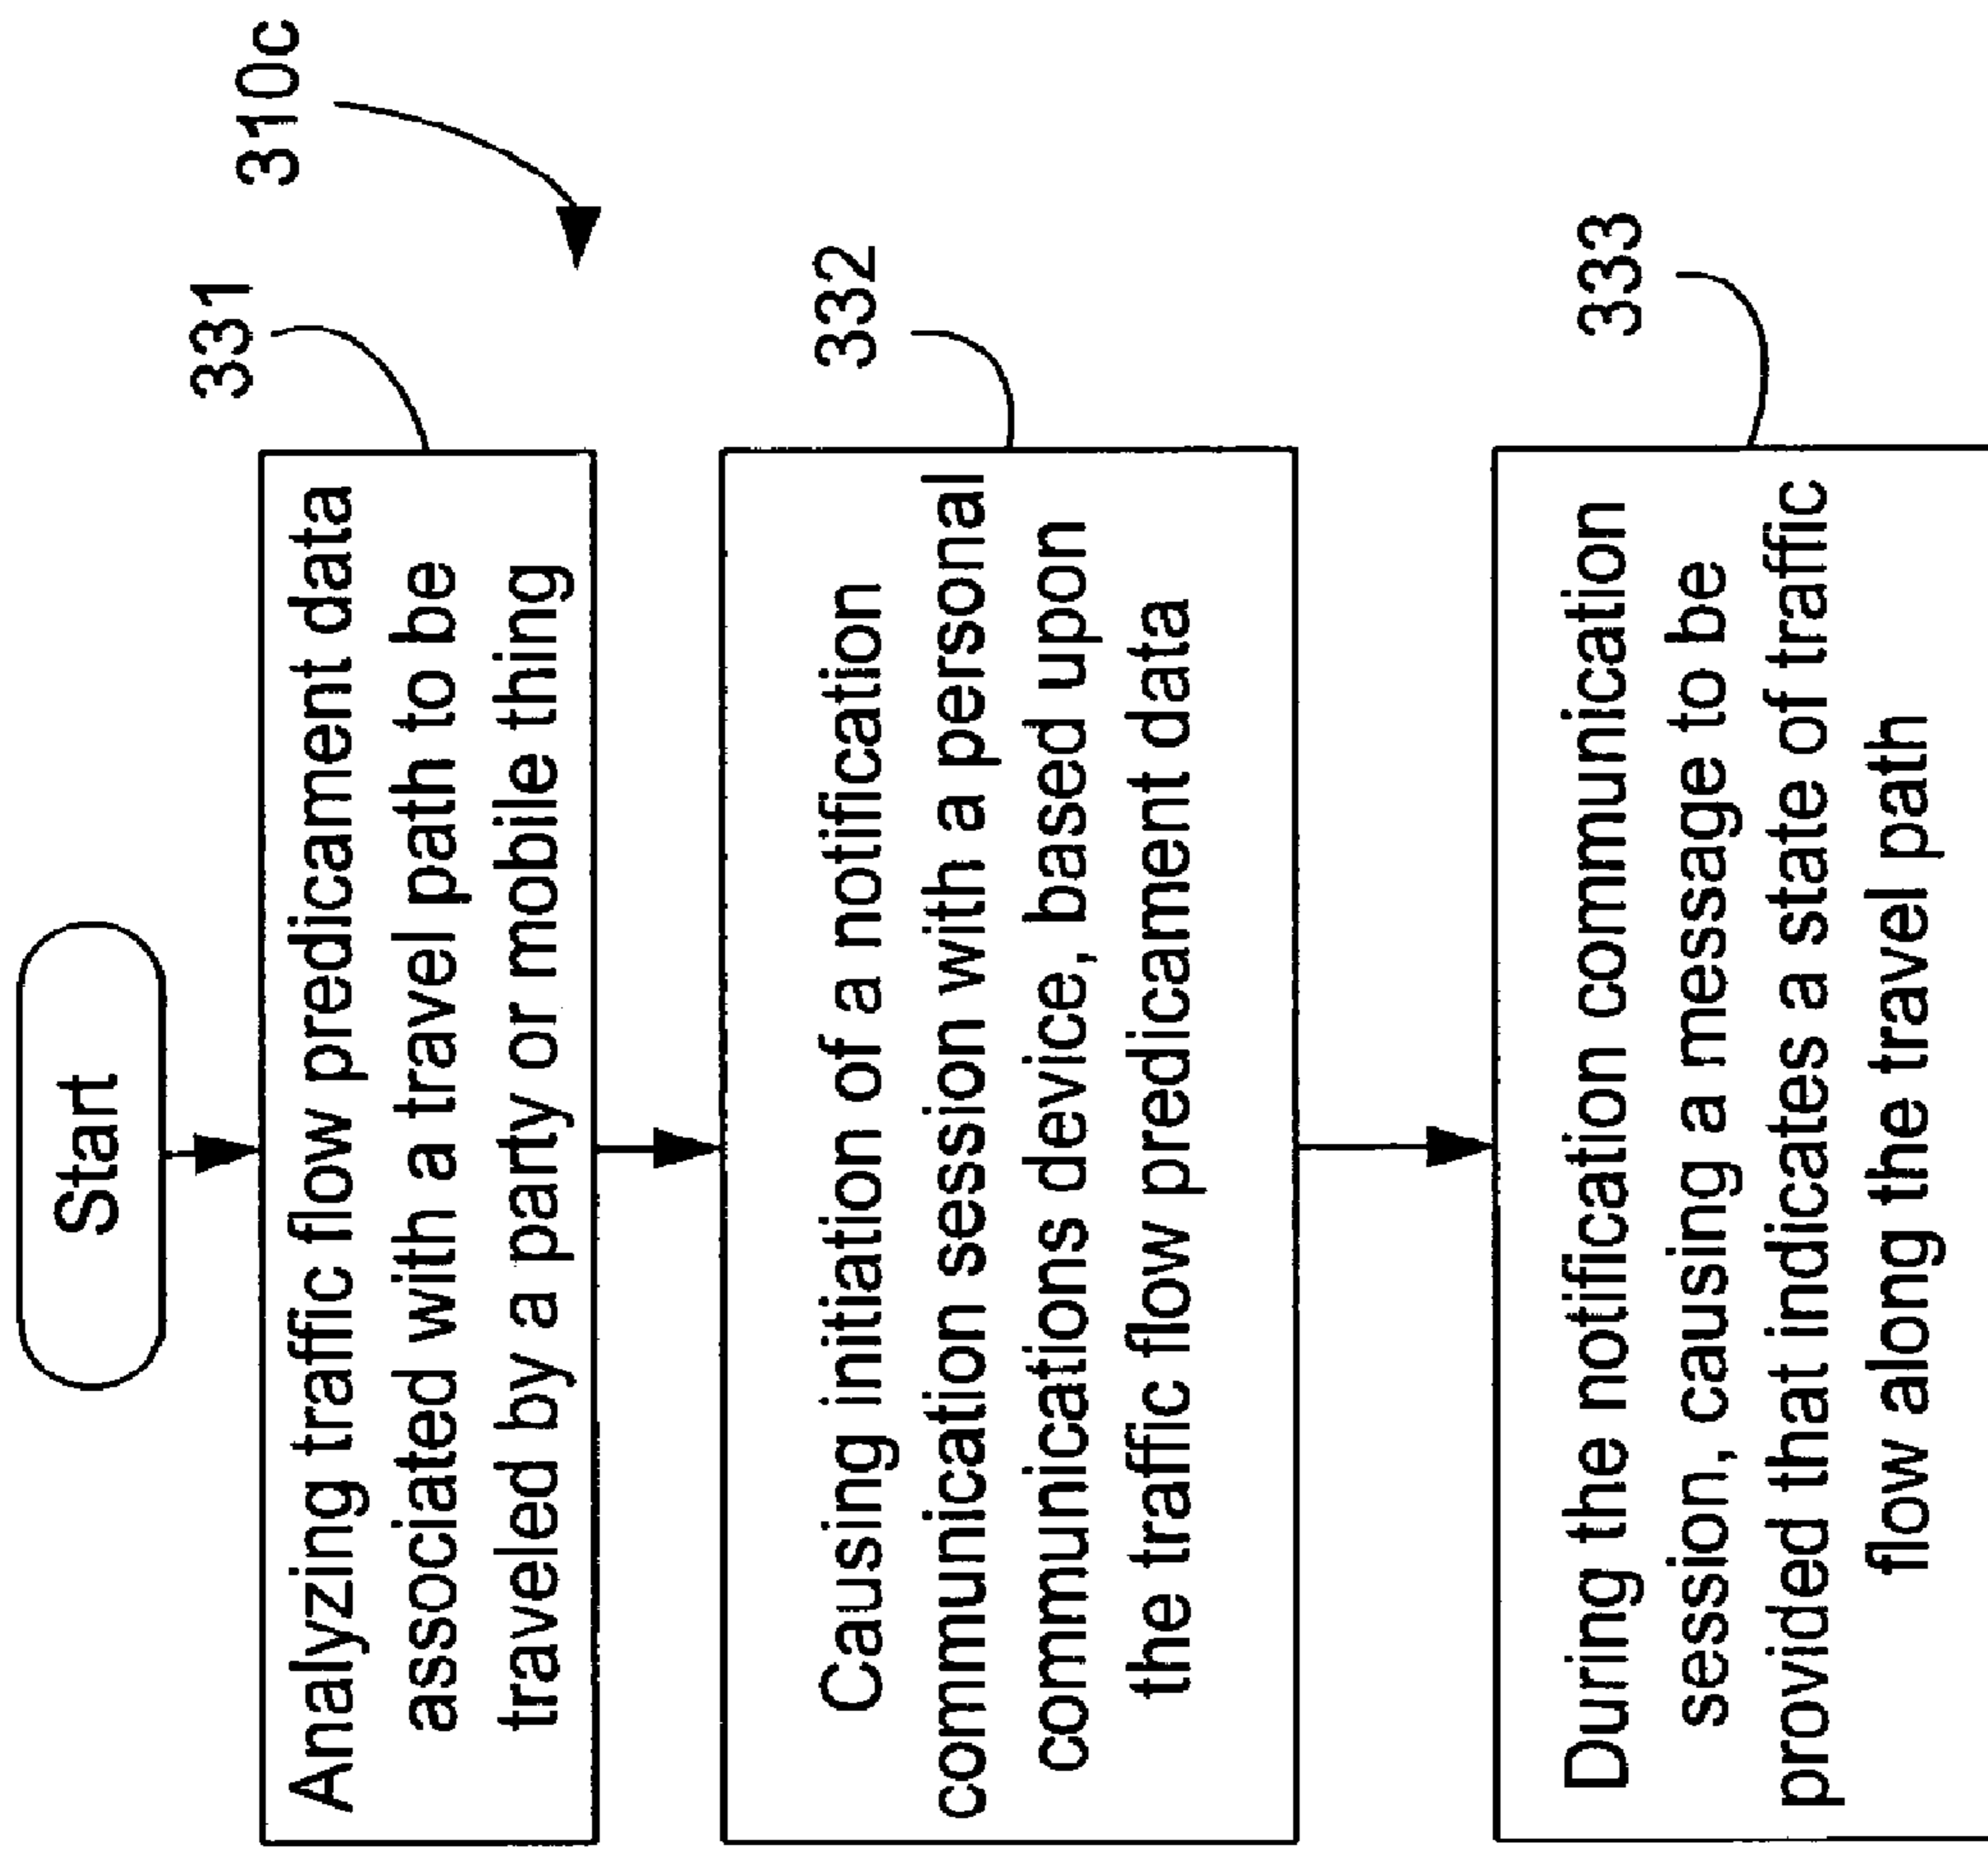 Start
310c
331
Analyzing traffic flow predicament data
associated with a travel path to be
traveled by a party or mobile thing
332
Causing initiation of a notification
communication session with a personal
communications device, based upon
the traffic flow predicament data
333
During the notification communication
session, causing a message to be
provided that indicates a state of traffic
flow along the travel path